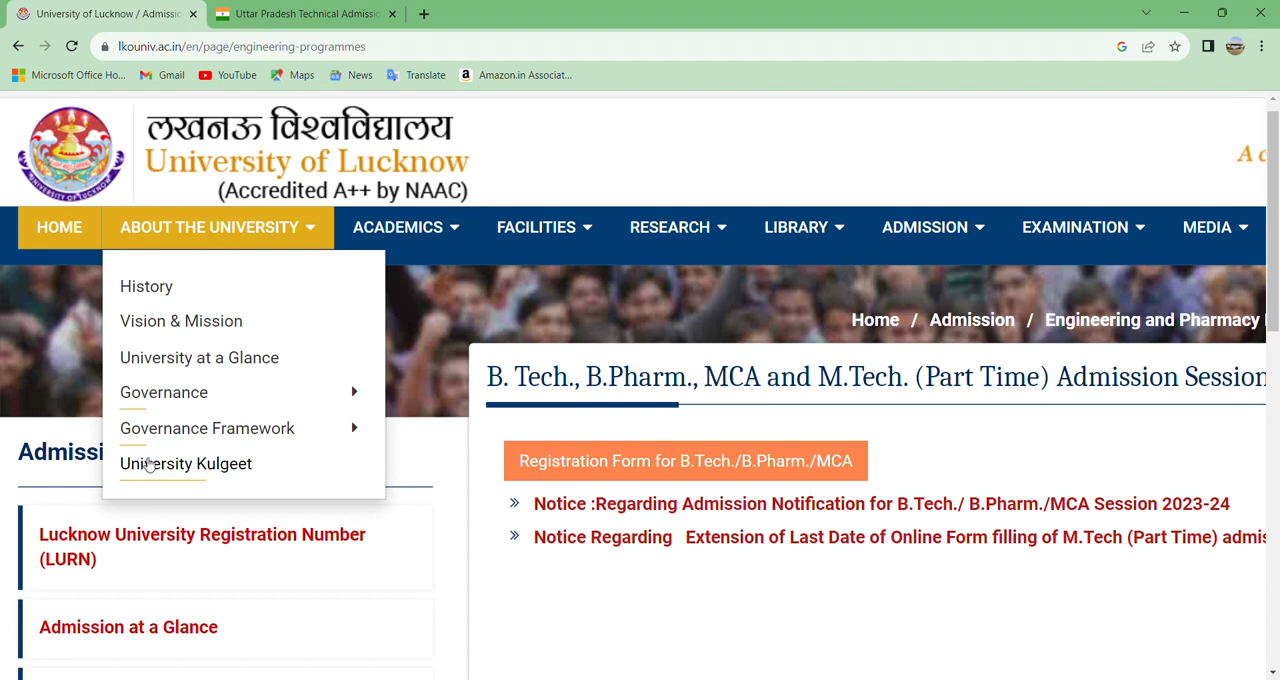 University of Lucknow / Admissio
Uttar Pradesh Technical Admissio
lkouniv.ac.in/en/page/engineering-programmes
Microsoft Office Ho...
Gmail
YouTube
Maps
News
Translate
Amazon.in Associat...
लखनऊ विश्वविद्यालय
University of Lucknow
(Accredited A++ by NAAC)
A c
HOME
ABOUT THE UNIVERSITY
ACADEMICS
FACILITIES
RESEARCH
LIBRARY
ADMISSION
EXAMINATION
MEDIA
History
Vision & Mission
University at a Glance
Governance
Governance Framework
University Kulgeet
Home / Admission / Engineering and Pharmacy
B. Tech., B.Pharm., MCA and M.Tech. (Part Time) Admission Session
Registration Form for B.Tech./B.Pharm./MCA
» Notice :Regarding Admission Notification for B.Tech./ B.Pharm./MCA Session 2023-24
» Notice Regarding Extension of Last Date of Online Form filling of M.Tech (Part Time) admis
Admissi
Lucknow University Registration Number
(LURN)
Admission at a Glance